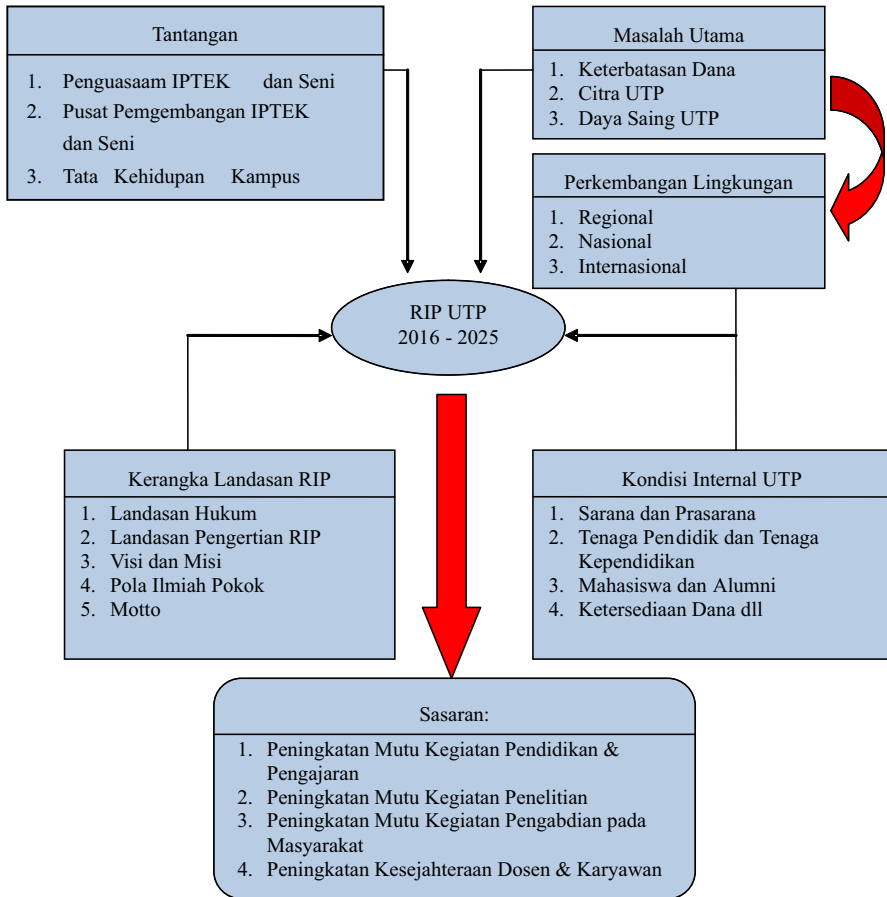 Tantangan
1. Penguasaam IPTEK dan Seni
2. Pusat Pemgembangan IPTEK
dan Seni
3. Tata Kehidupan Kampus
Masalah Utama
1. Keterbatasan Dana
2. Citra UTP
3. Daya Saing UTP
Perkembangan Lingkungan
1. Regional
2. Nasional
3. Internasional
RIP UTP
2016 - 2025
Kerangka Landasan RIP
1. Landasan Hukum
2. Landasan Pengertian RIP
3. Visi dan Misi
4. Pola Ilmiah Pokok
5. Motto
Kondisi Internal UTP
1. Sarana dan Prasarana
2. Tenaga Pendidik dan Tenaga
Kependidikan
3. Mahasiswa dan Alumni
4. Ketersediaan Dana dll
Sasaran:
1. Peningkatan Mutu Kegiatan Pendidikan &
Pengajaran
2. Peningkatan Mutu Kegiatan Penelitian
3. Peningkatan Mutu Kegiatan Pengabdian pada
Masyarakat
4. Peningkatan Kesejahteraan Dosen & Karyawan